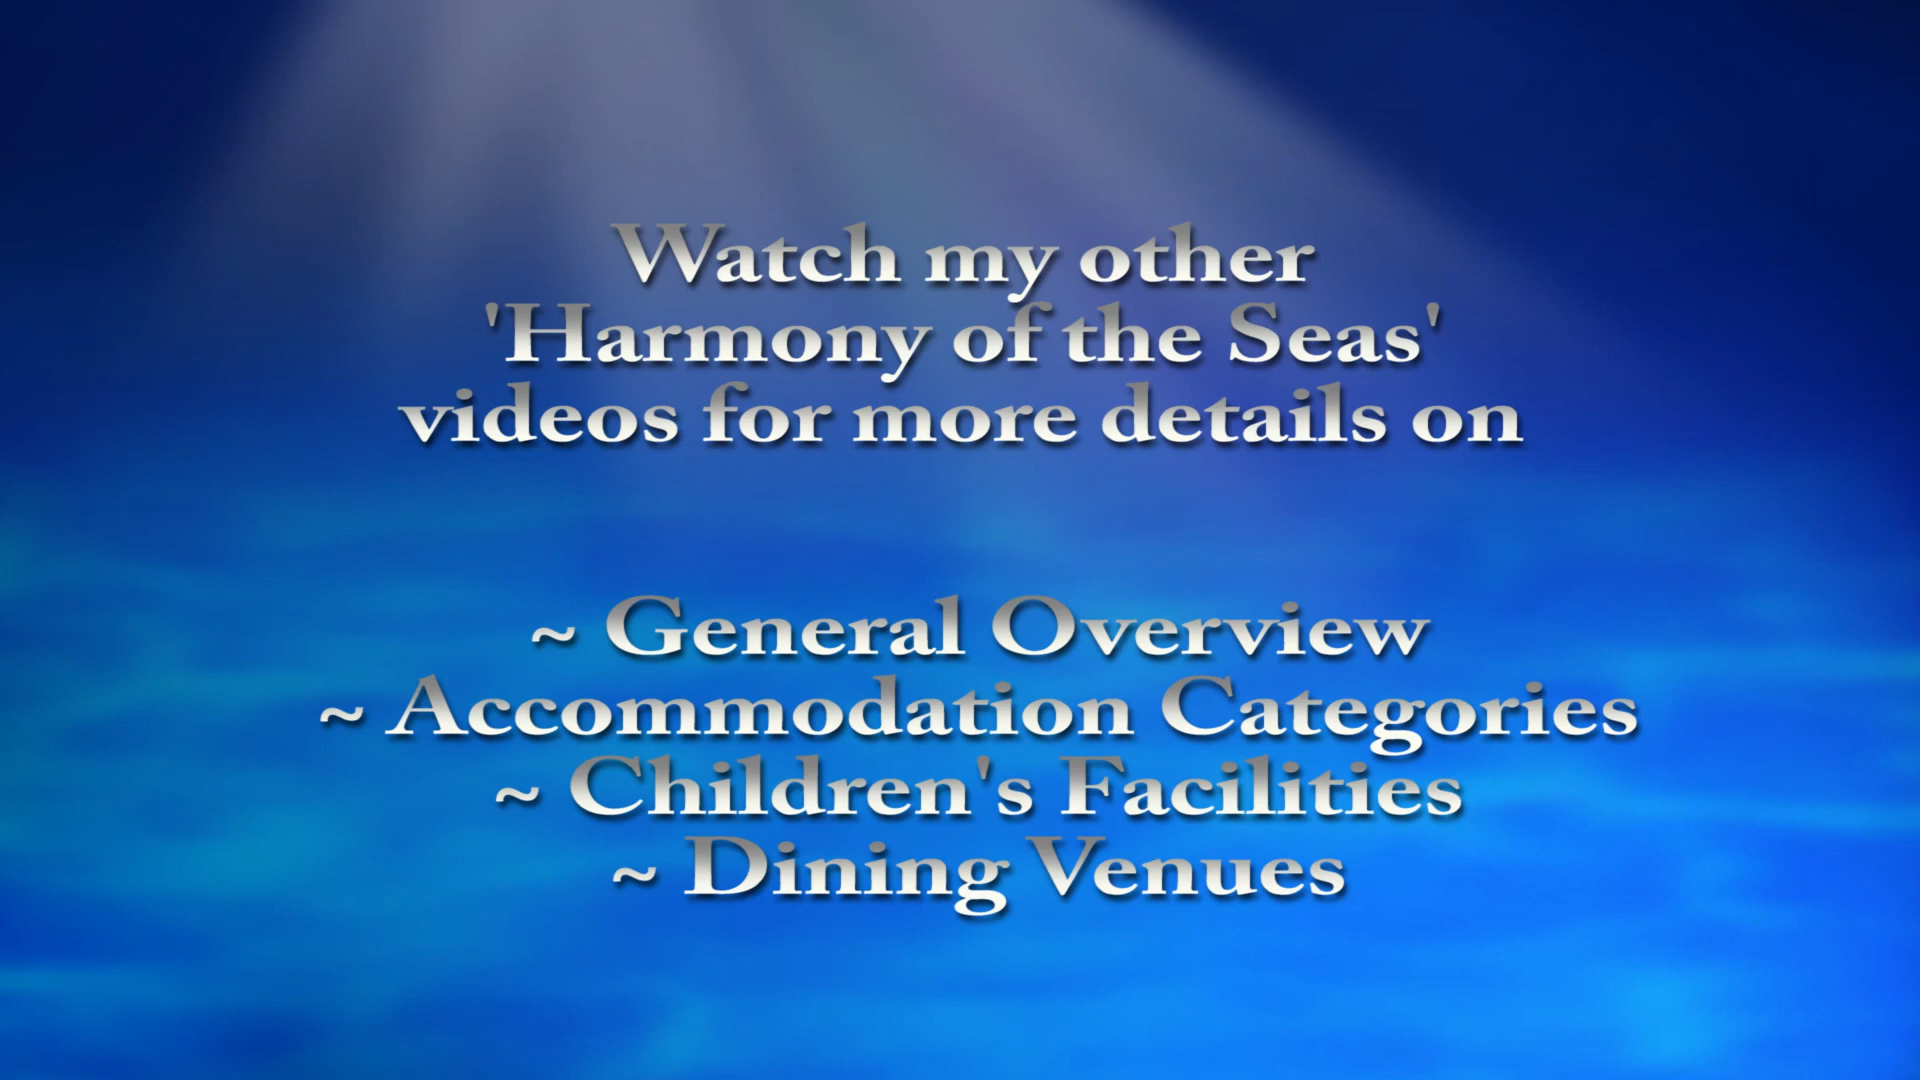 Watch my other
'Harmony of the Seas'
videos for more details on
~ General Overview
~ Accommodation Categories
~ Children's Facilities
~ Dining Venues